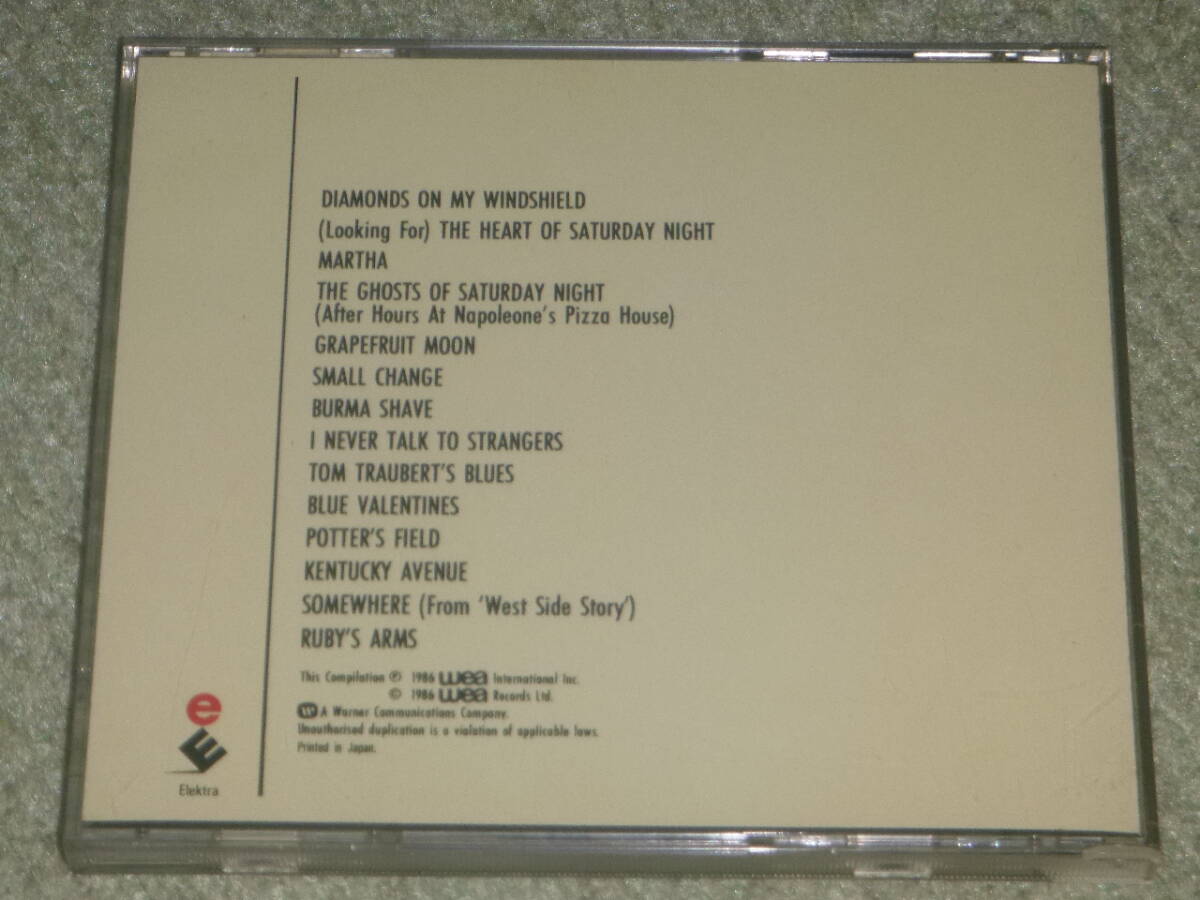 DIAMONDS ON MY WINDSHIELD
(Looking For) THE HEART OF SATURDAY NIGHT
MARTHA
THE GHOSTS OF SATURDAY NIGHT
(After Hours At Napoleone's Pizza House)
GRAPEFRUIT MOON
SMALL CHANGE
BURMA SHAVE
I NEVER TALK TO STRANGERS
TOM TRAUBERT'S BLUES
BLUE VALENTINES
POTTER'S FIELD
KENTUCKY AVENUE
SOMEWHERE (From 'West Side Story')
RUBY'S ARMS
This Compilation ℗ 1986 wea International Inc.
© 1986 wea Records Ltd.
A Warner Communications Company.
Unauthorised duplication is a violation of applicable laws.
Printed in Japan.
e
E
Elektra